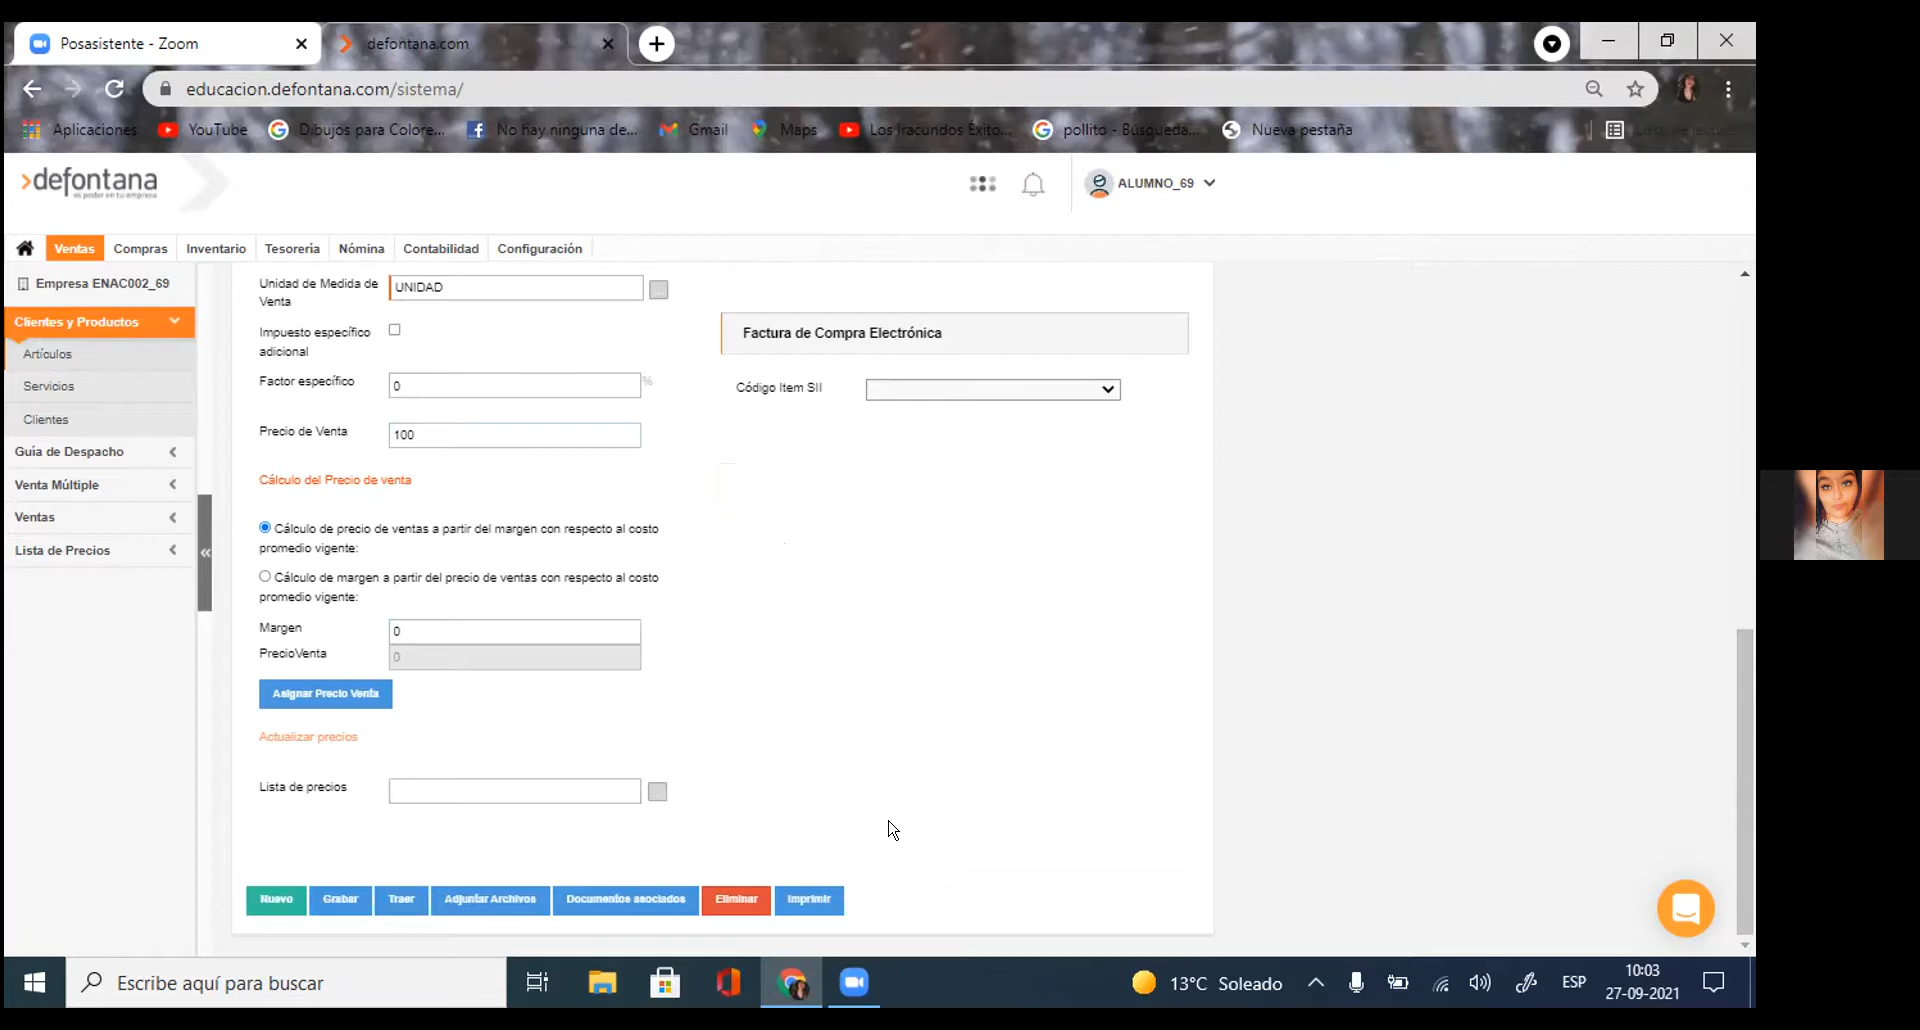 Posasistente - Zoom
defontana.com
educacion.defontana.com/sistema/
Aplicaciones
YouTube
Dibujos para Colore...
No hay ninguna de...
Gmail
Maps
Los Iracundos Éxito...
pollito - Búsqueda...
Nueva pestaña
defontana
ALUMNO_69
Ventas
Compras
Inventario
Tesorería
Nómina
Contabilidad
Configuración
Empresa ENAC002_69
Clientes y Productos
Artículos
Servicios
Clientes
Guía de Despacho
Venta Múltiple
Ventas
Lista de Precios
Unidad de Medida de
Venta
UNIDAD
Impuesto específico
adicional
Factor específico
0
%
Precio de Venta
100
Cálculo del Precio de venta
Cálculo de precio de ventas a partir del margen con respecto al costo
promedio vigente:
Cálculo de margen a partir del precio de ventas con respecto al costo
promedio vigente:
Margen
0
PrecioVenta
0
Asignar Precio Venta
Actualizar precios
Lista de precios
Factura de Compra Electrónica
Código Item SII
Nuevo
Grabar
Traer
Adjuntar Archivos
Documentos asociados
Eliminar
Imprimir
Escribe aquí para buscar
13°C Soleado
ESP
10:03
27-09-2021